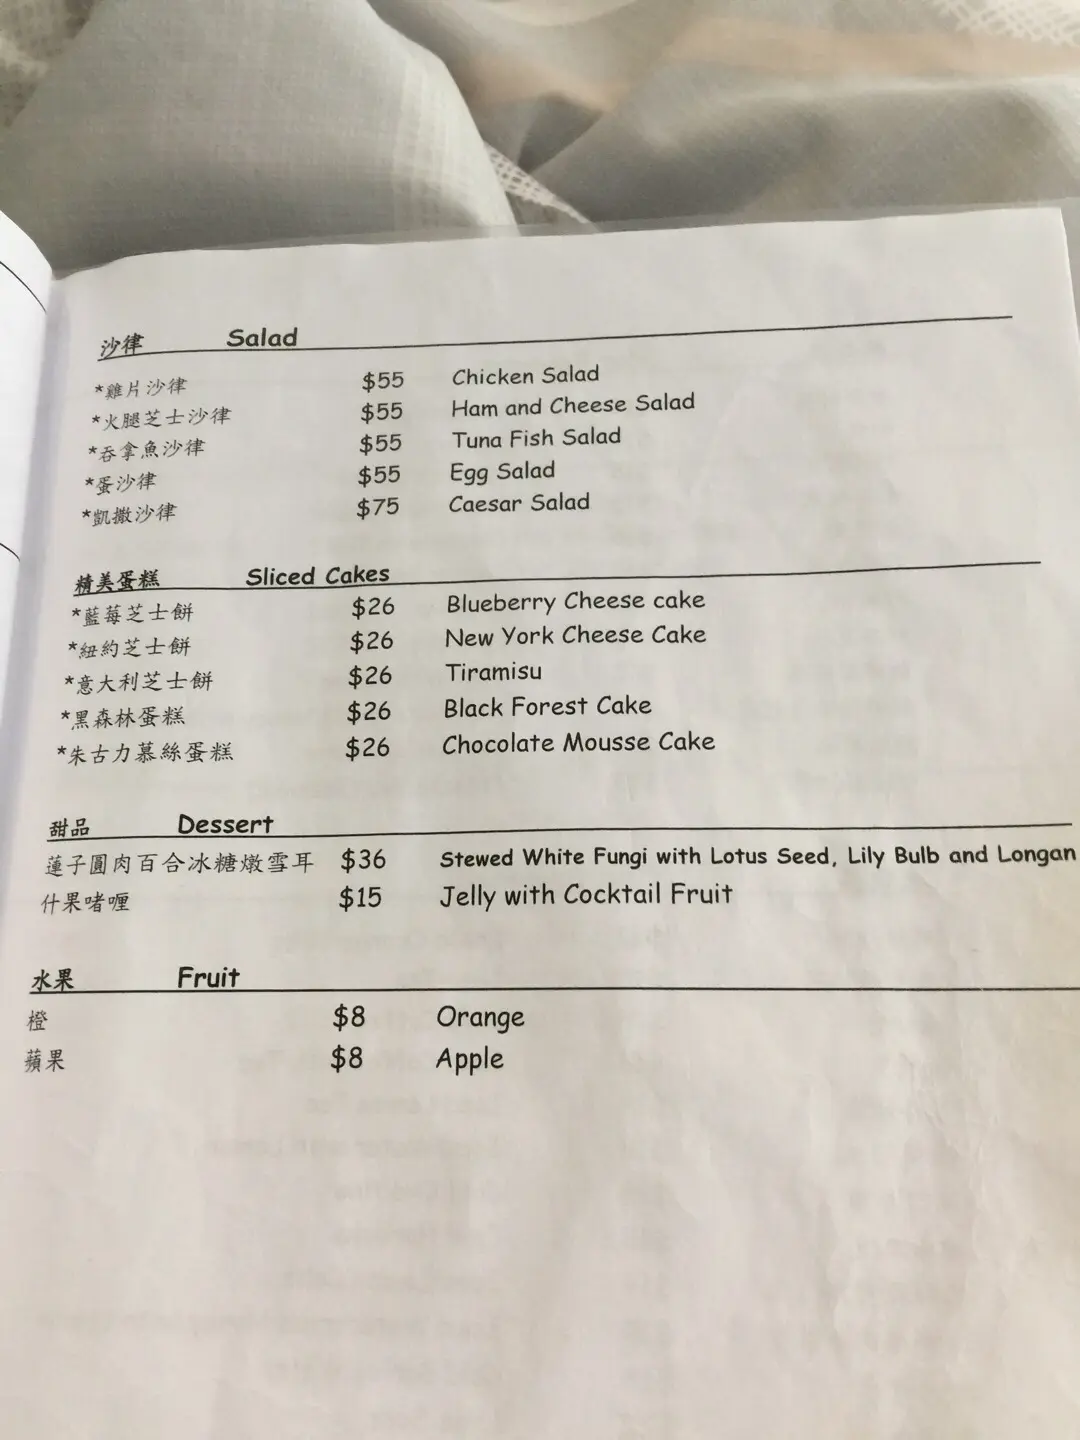 沙律 Salad
*雞片沙律 $55 Chicken Salad
*火腿芝士沙律 $55 Ham and Cheese Salad
*吞拿魚沙律 $55 Tuna Fish Salad
*蛋沙律 $55 Egg Salad
*凱撒沙律 $75 Caesar Salad
精美蛋糕 Sliced Cakes
*藍莓芝士餅 $26 Blueberry Cheese cake
*紐約芝士餅 $26 New York Cheese Cake
*意大利芝士餅 $26 Tiramisu
*黑森林蛋糕 $26 Black Forest Cake
*朱古力慕絲蛋糕 $26 Chocolate Mousse Cake
甜品 Dessert
蓮子圓肉百合冰糖燉雪耳 $36 Stewed White Fungi with Lotus Seed, Lily Bulb and Longan
什果啫喱 $15 Jelly with Cocktail Fruit
水果 Fruit
橙 $8 Orange
蘋果 $8 Apple